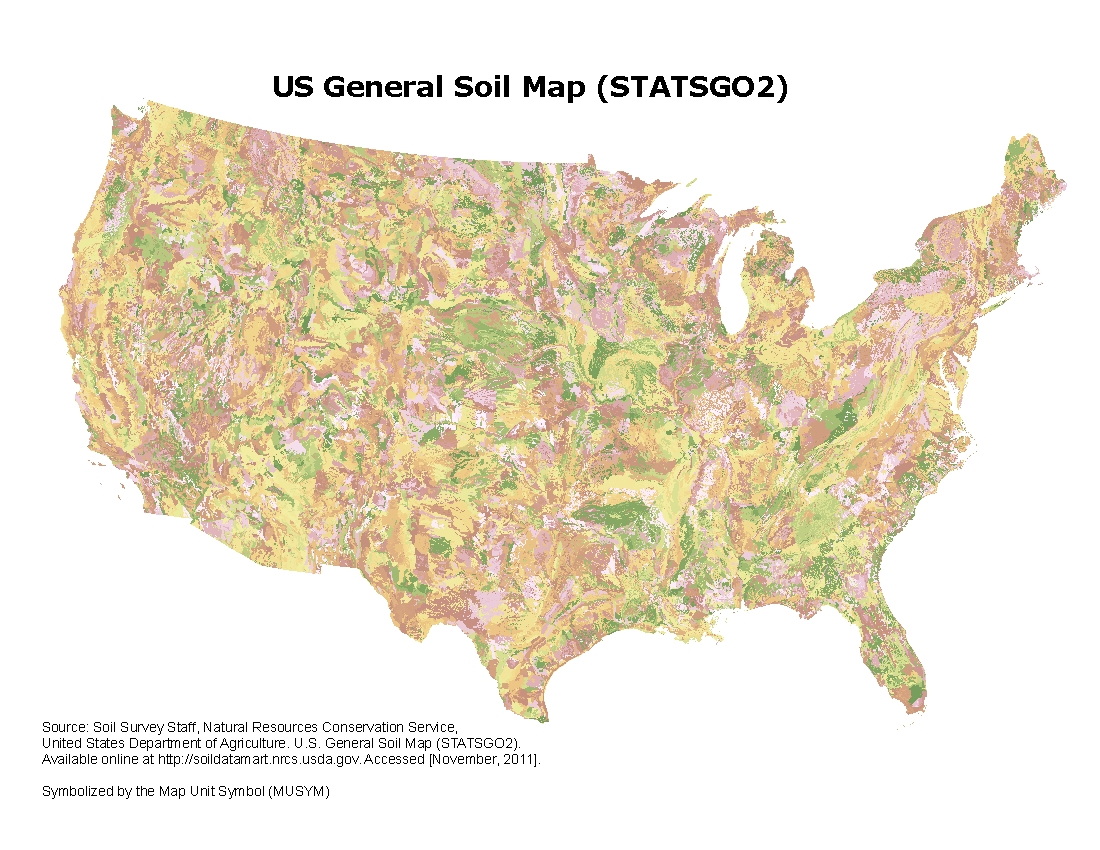 US General Soil Map (STATSGO2)
Source: Soil Survey Staff, Natural Resources Conservation Service,
United States Department of Agriculture. U.S. General Soil Map (STATSGO2).
Available online at http://soildatamart.nrcs.usda.gov. Accessed [November, 2011].
Symbolized by the Map Unit Symbol (MUSYM)